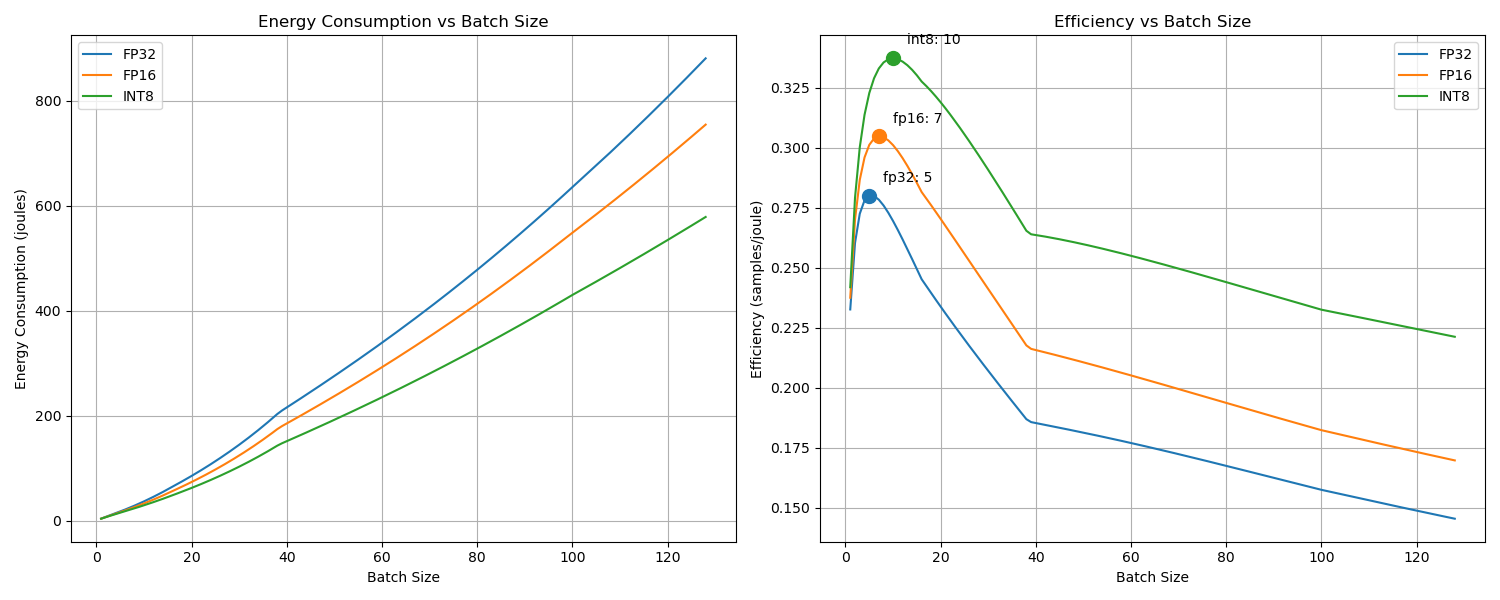 Energy Consumption vs Batch Size
FP32
FP16
INT8
Energy Consumption (joules)
800
600
400
200
0
0 20 40 60 80 100 120
Batch Size
Efficiency vs Batch Size
int8: 10
fp16: 7
fp32: 5
FP32
FP16
INT8
Efficiency (samples/joule)
0.325
0.300
0.275
0.250
0.225
0.200
0.175
0.150
0 20 40 60 80 100 120
Batch Size